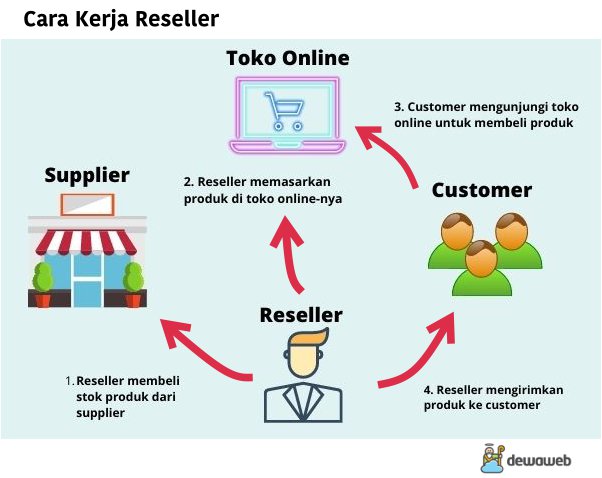 Cara Kerja Reseller
Toko Online
3. Customer mengunjungi toko
online untuk membeli produk
Supplier
2. Reseller memasarkan
produk di toko online-nya
Customer
Reseller
1. Reseller membeli
stok produk dari
supplier
4. Reseller mengirimkan
produk ke customer
dewaweb